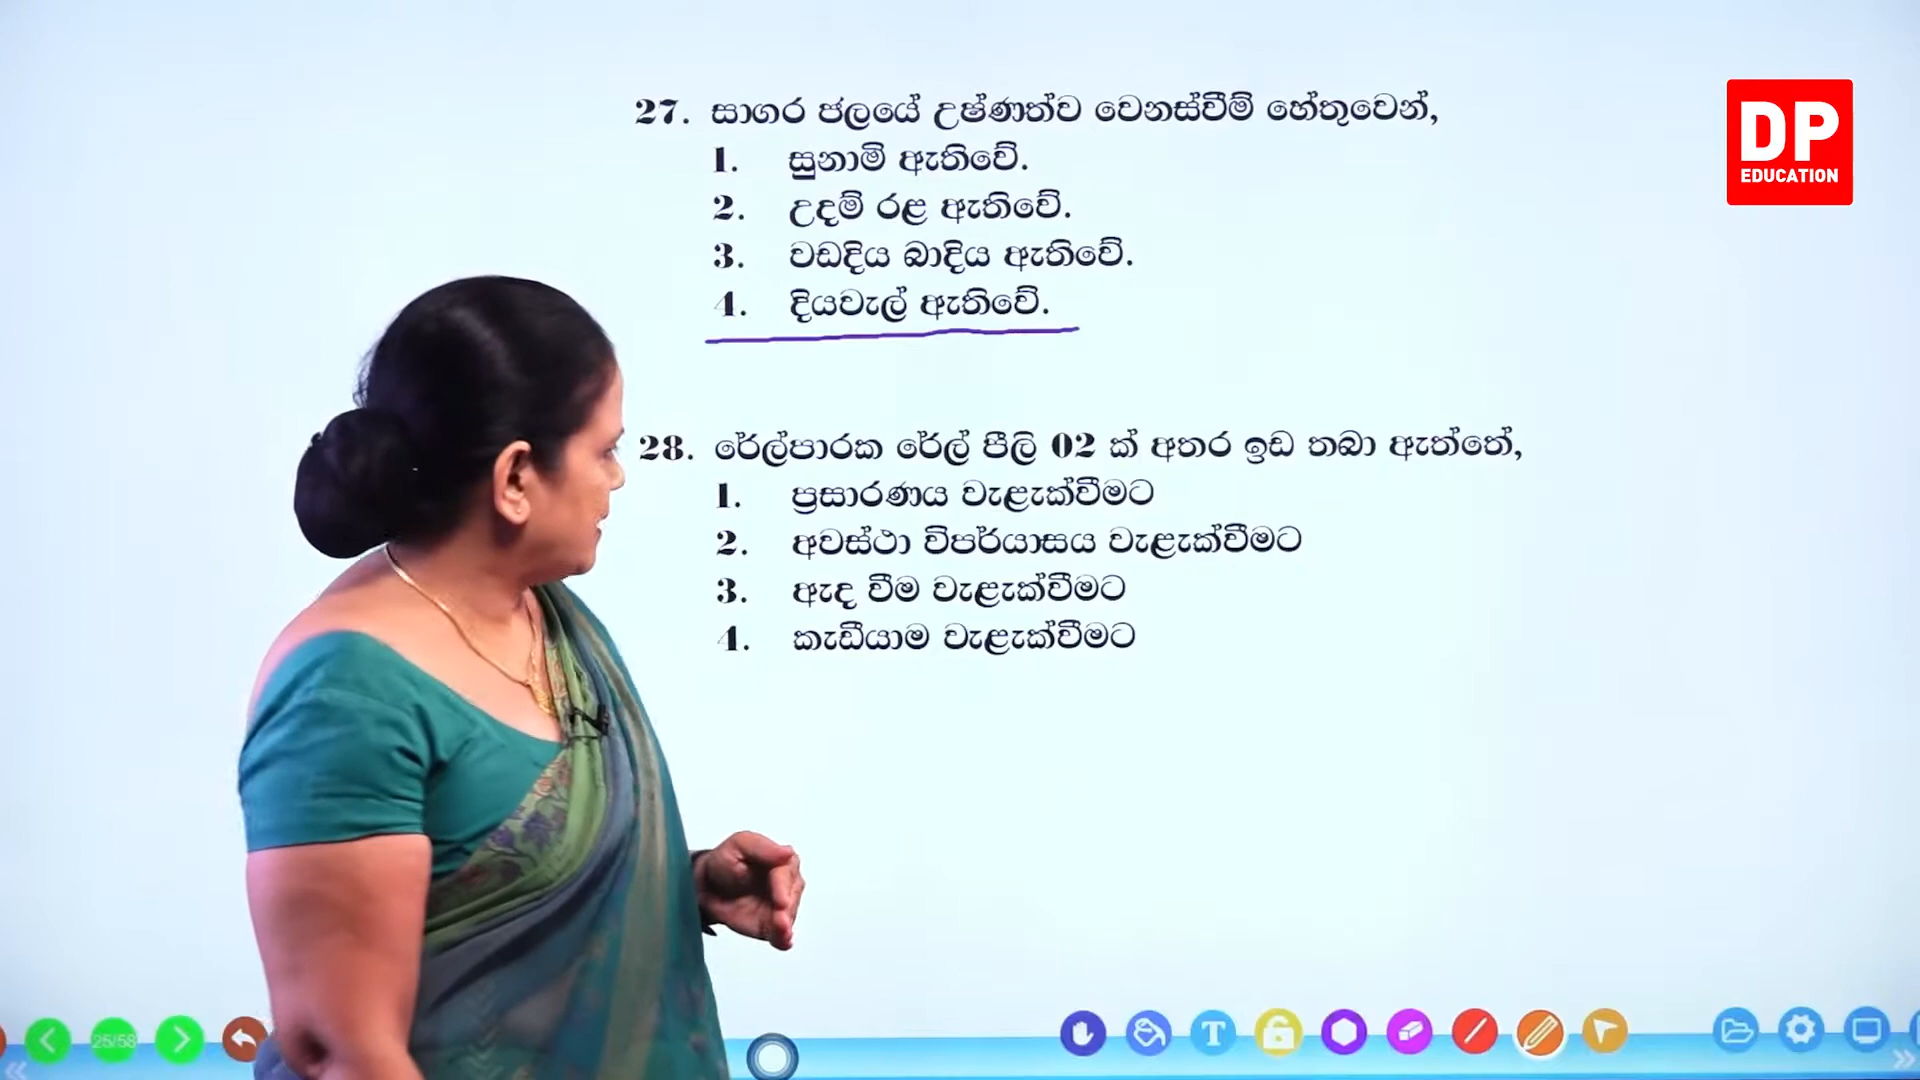 DP
EDUCATION
27. සාගර ජලයේ උෂ්ණත්ව වෙනස්වීම් හේතුවෙන්,
1. සුනාමි ඇතිවේ.
2. උදම් රළ ඇතිවේ.
3. වඩදිය බාදිය ඇතිවේ.
4. දියවැල් ඇතිවේ.
28. රේල්පාරක රේල් පීලි 02 ක් අතර ඉඩ තබා ඇත්තේ,
1. ප්‍රසාරණය වැළැක්වීමට
2. අවස්ථා විපර්යාසය වැළැක්වීමට
3. ඇද වීම වැළැක්වීමට
4. කැඩීයාම වැළැක්වීමට
25/58
T